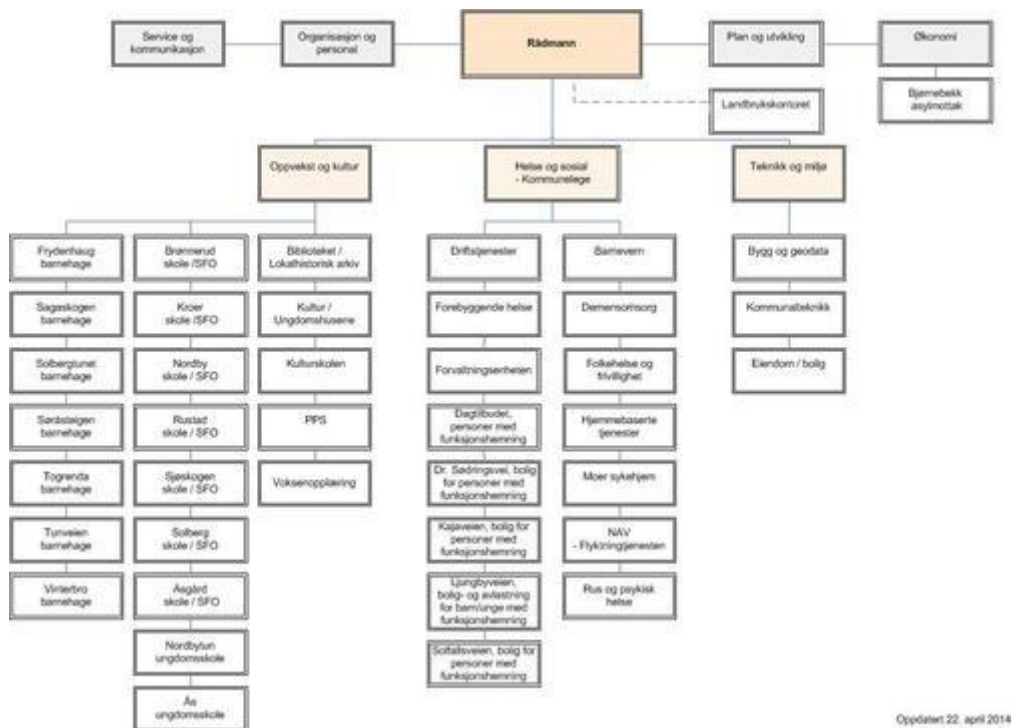 Service og
kommunikasjon
Organisasjon og
personal
Rådmann
Plan og utvikling
Økonomi
Landbrukskontoret
Bjørnebekk
asylmottak
Oppvekst og kultur
Helse og sosial
- Kommunelege
Teknikk og miljø
Frydenhaug
barnehage
Sagaskogen
barnehage
Solbergtunet
barnehage
Søråsteigen
barnehage
Togrenda
barnehage
Tunveien
barnehage
Vinterbro
barnehage
Brønnerud
skole /SFO
Kroer
skole /SFO
Nordby
skole / SFO
Rustad
skole / SFO
Sjøskogen
skole / SFO
Solberg
skole / SFO
Åsgård
skole / SFO
Nordbytun
ungdomsskole
Ås
ungdomsskole
Biblioteket /
Lokalhistorisk arkiv
Kultur /
Ungdomshusene
Kulturskolen
PPS
Voksenopplæring
Driftstjenester
Forebyggende helse
Forvaltningsenheten
Dagtilbudet,
personer med
funksjonshemning
Dr. Sødringsvei, bolig
for personer med
funksjonshemning
Kajaveien, bolig for
personer med
funksjonshemning
Ljungbyveien,
bolig- og avlastning
for barn/unge med
funksjonshemning
Solfallsveien, bolig for
personer med
funksjonshemning
Barnevern
Demensomsorg
Folkehelse og
frivillighet
Hjemmebaserte
tjenester
Moer sykehjem
NAV
- Flyktningtjenesten
Rus og psykisk
helse
Bygg og geodata
Kommunalteknikk
Eiendom / bolig
Oppdatert 22. april 2014